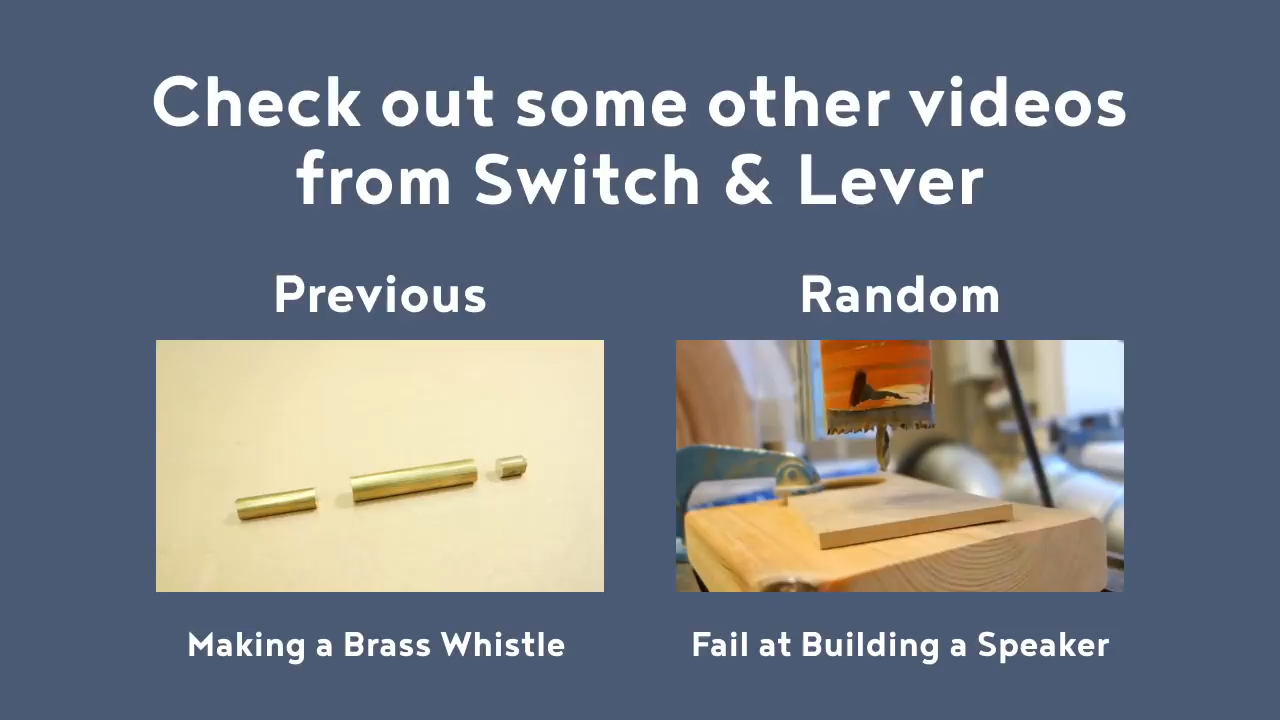 Check out some other videos
from Switch & Lever
Previous
Random
Making a Brass Whistle
Fail at Building a Speaker